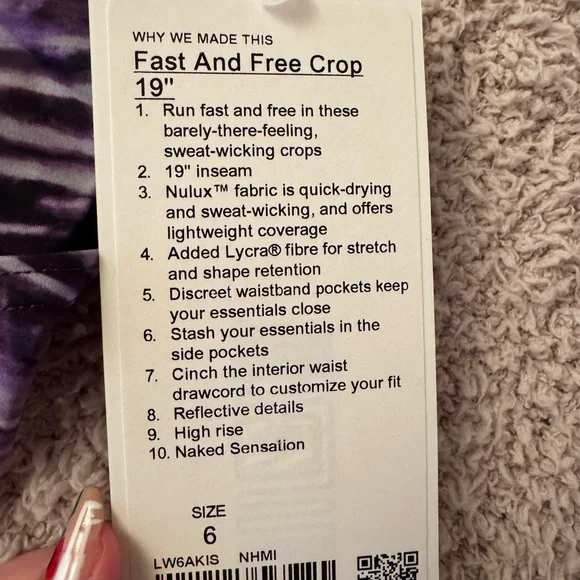 WHY WE MADE THIS
Fast And Free Crop
19"
1. Run fast and free in these
barely-there-feeling,
sweat-wicking crops
2. 19" inseam
3. Nulux™ fabric is quick-drying
and sweat-wicking, and offers
lightweight coverage
4. Added Lycra® fibre for stretch
and shape retention
5. Discreet waistband pockets keep
your essentials close
6. Stash your essentials in the
side pockets
7. Cinch the interior waist
drawcord to customize your fit
8. Reflective details
9. High rise
10. Naked Sensation
SIZE
6
LW6AKIS NHMI